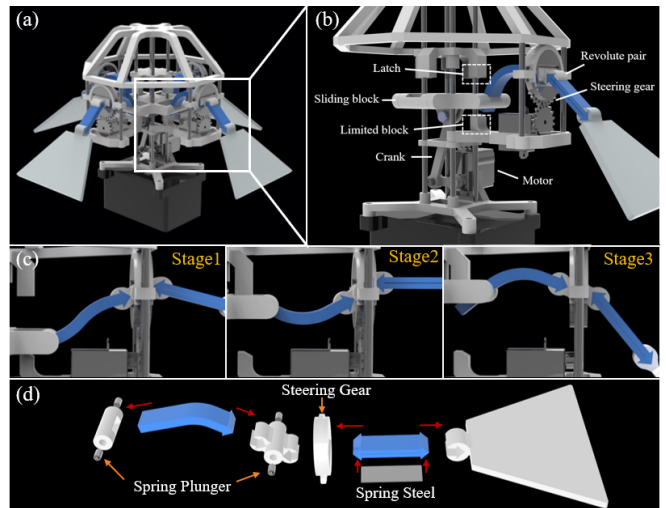 (a)
(b)
Latch
Revolute pair
Steering gear
Sliding block
Limited block
Crank
Motor
(c)
Stage1
Stage2
Stage3
(d)
Steering Gear
Spring Plunger
Spring Steel